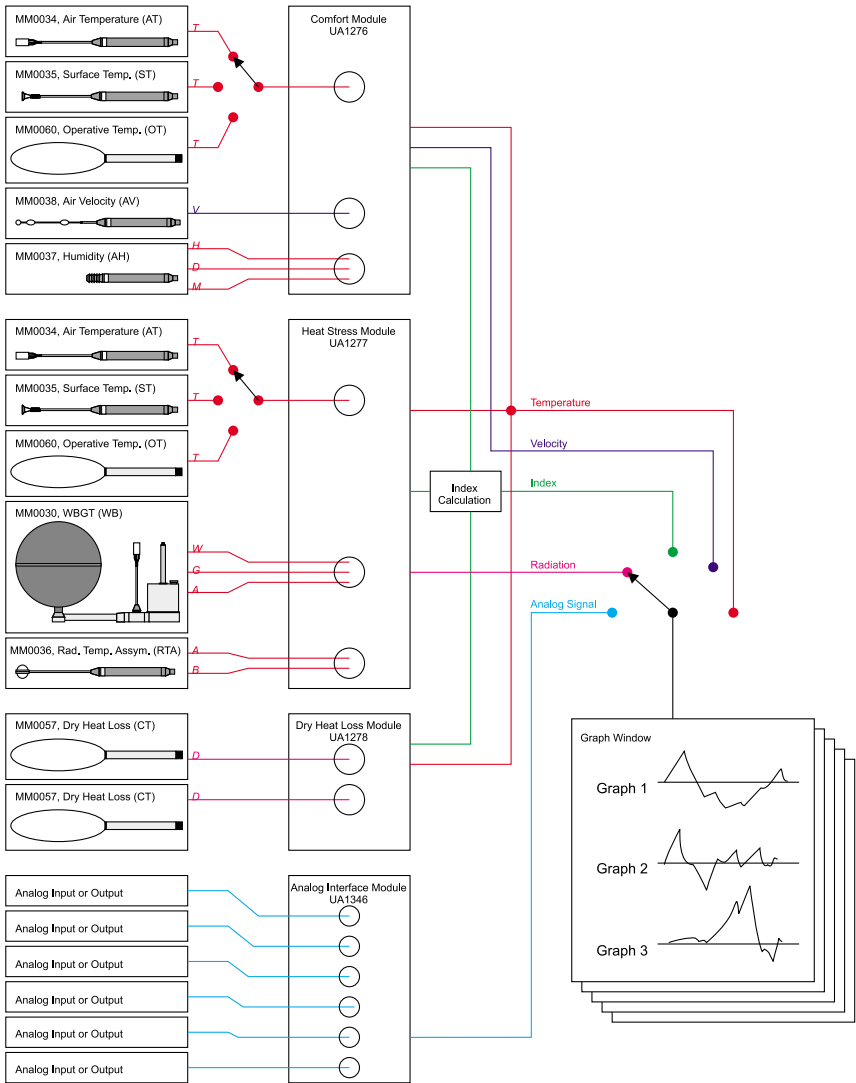 MM0034, Air Temperature (AT)
T
MM0035, Surface Temp. (ST)
T
MM0060, Operative Temp. (OT)
T
MM0038, Air Velocity (AV)
V
MM0037, Humidity (AH)
H
D
M
Comfort Module
UA1276
MM0034, Air Temperature (AT)
T
MM0035, Surface Temp. (ST)
T
MM0060, Operative Temp. (OT)
T
MM0030, WBGT (WB)
W
G
A
MM0036, Rad. Temp. Assym. (RTA)
A
B
Heat Stress Module
UA1277
Temperature
Velocity
Index
Calculation
Index
Radiation
Analog Signal
MM0057, Dry Heat Loss (CT)
D
MM0057, Dry Heat Loss (CT)
D
Dry Heat Loss Module
UA1278
Graph Window
Graph 1
Graph 2
Graph 3
Analog Input or Output
Analog Input or Output
Analog Input or Output
Analog Input or Output
Analog Input or Output
Analog Input or Output
Analog Interface Module
UA1346